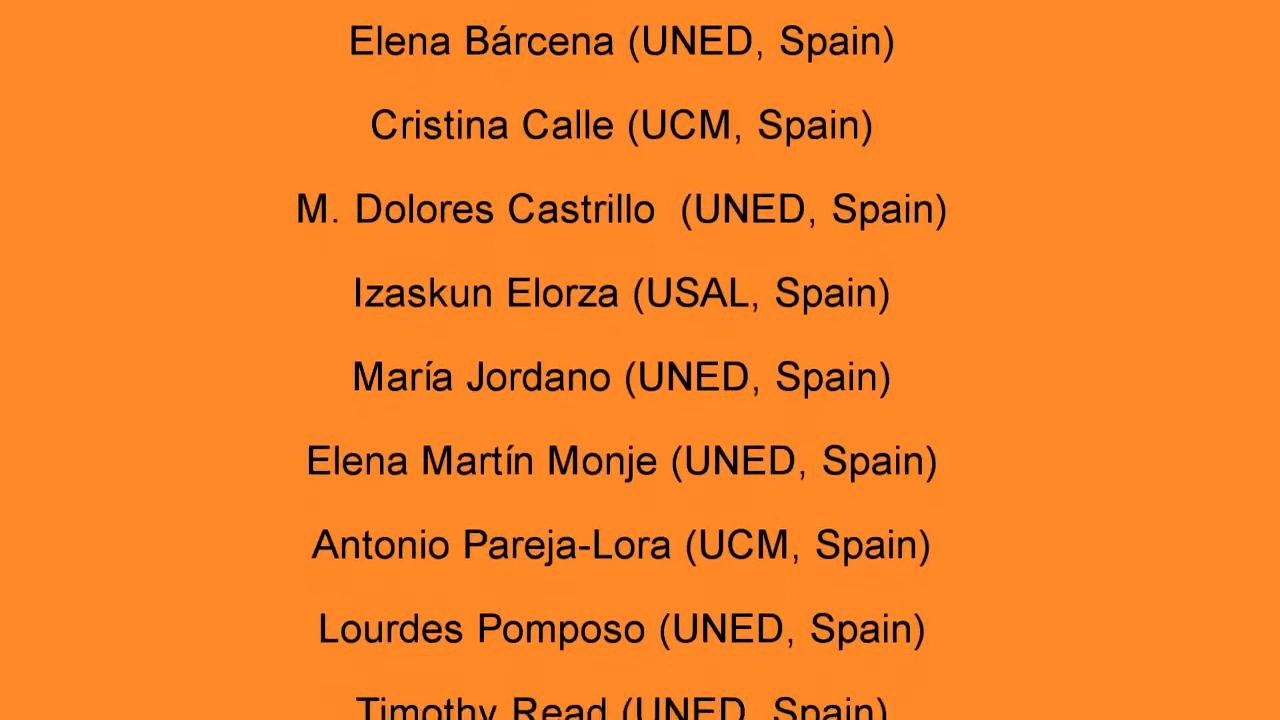 Elena Bárcena (UNED, Spain)
Cristina Calle (UCM, Spain)
M. Dolores Castrillo (UNED, Spain)
Izaskun Elorza (USAL, Spain)
María Jordano (UNED, Spain)
Elena Martín Monje (UNED, Spain)
Antonio Pareja-Lora (UCM, Spain)
Lourdes Pomposo (UNED, Spain)
Timothy Read (UNED, Spain)